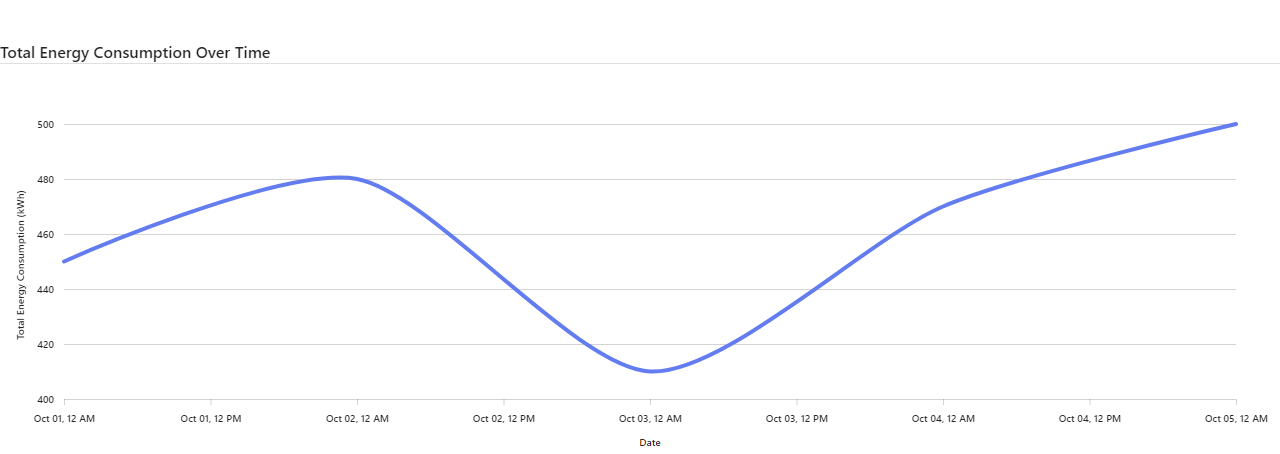 Total Energy Consumption Over Time
Total Energy Consumption (kWh)
500
480
460
440
420
400
Oct 01, 12 AM
Oct 01, 12 PM
Oct 02, 12 AM
Oct 02, 12 PM
Oct 03, 12 AM
Oct 03, 12 PM
Oct 04, 12 AM
Oct 04, 12 PM
Oct 05, 12 AM
Date